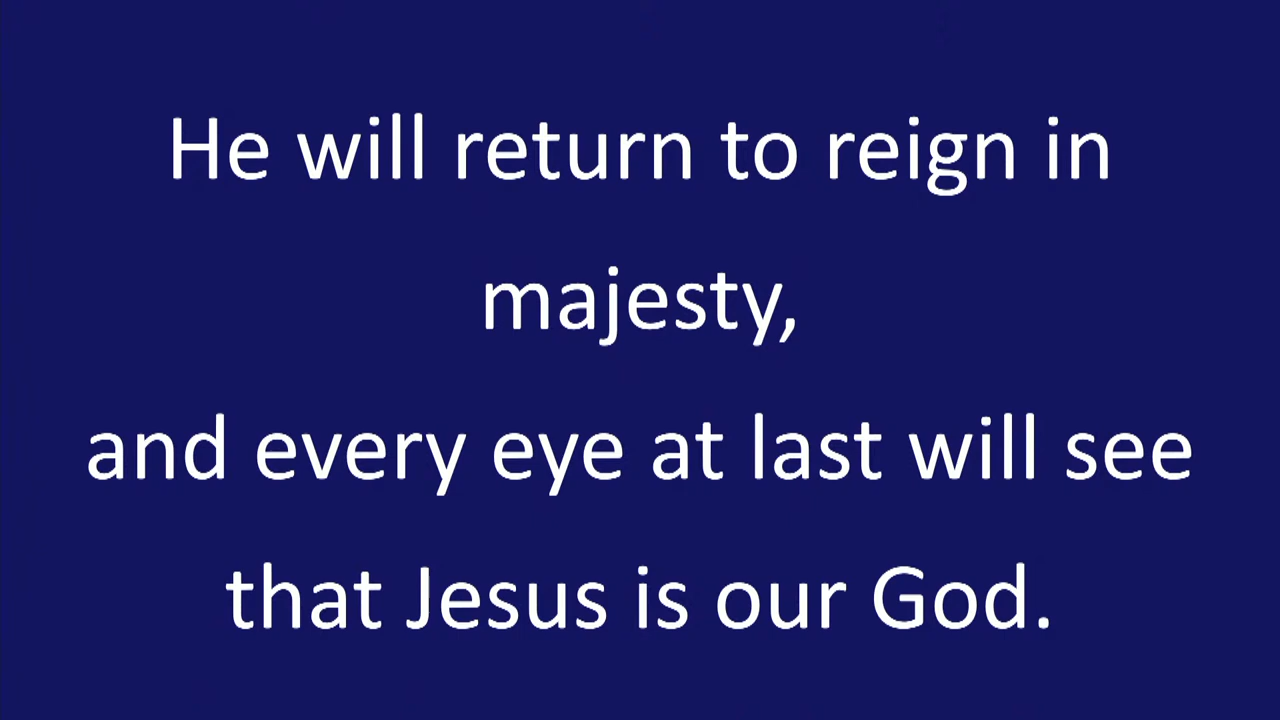 He will return to reign in
majesty,
and every eye at last will see
that Jesus is our God.